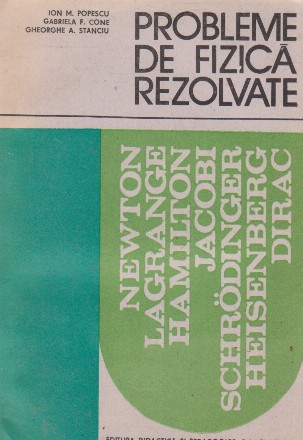 ION M. POPESCU
GABRIELA F. CONE
GHEORGHE A. STANCIU
PROBLEME
DE FIZICĂ
REZOLVATE
NEWTON
LAGRANGE
HAMILTON
JACOBI
SCHRÖDINGER
HEISENBERG
DIRAC
EDITURA DIDACTICĂ ȘI PEDAGOGICĂ